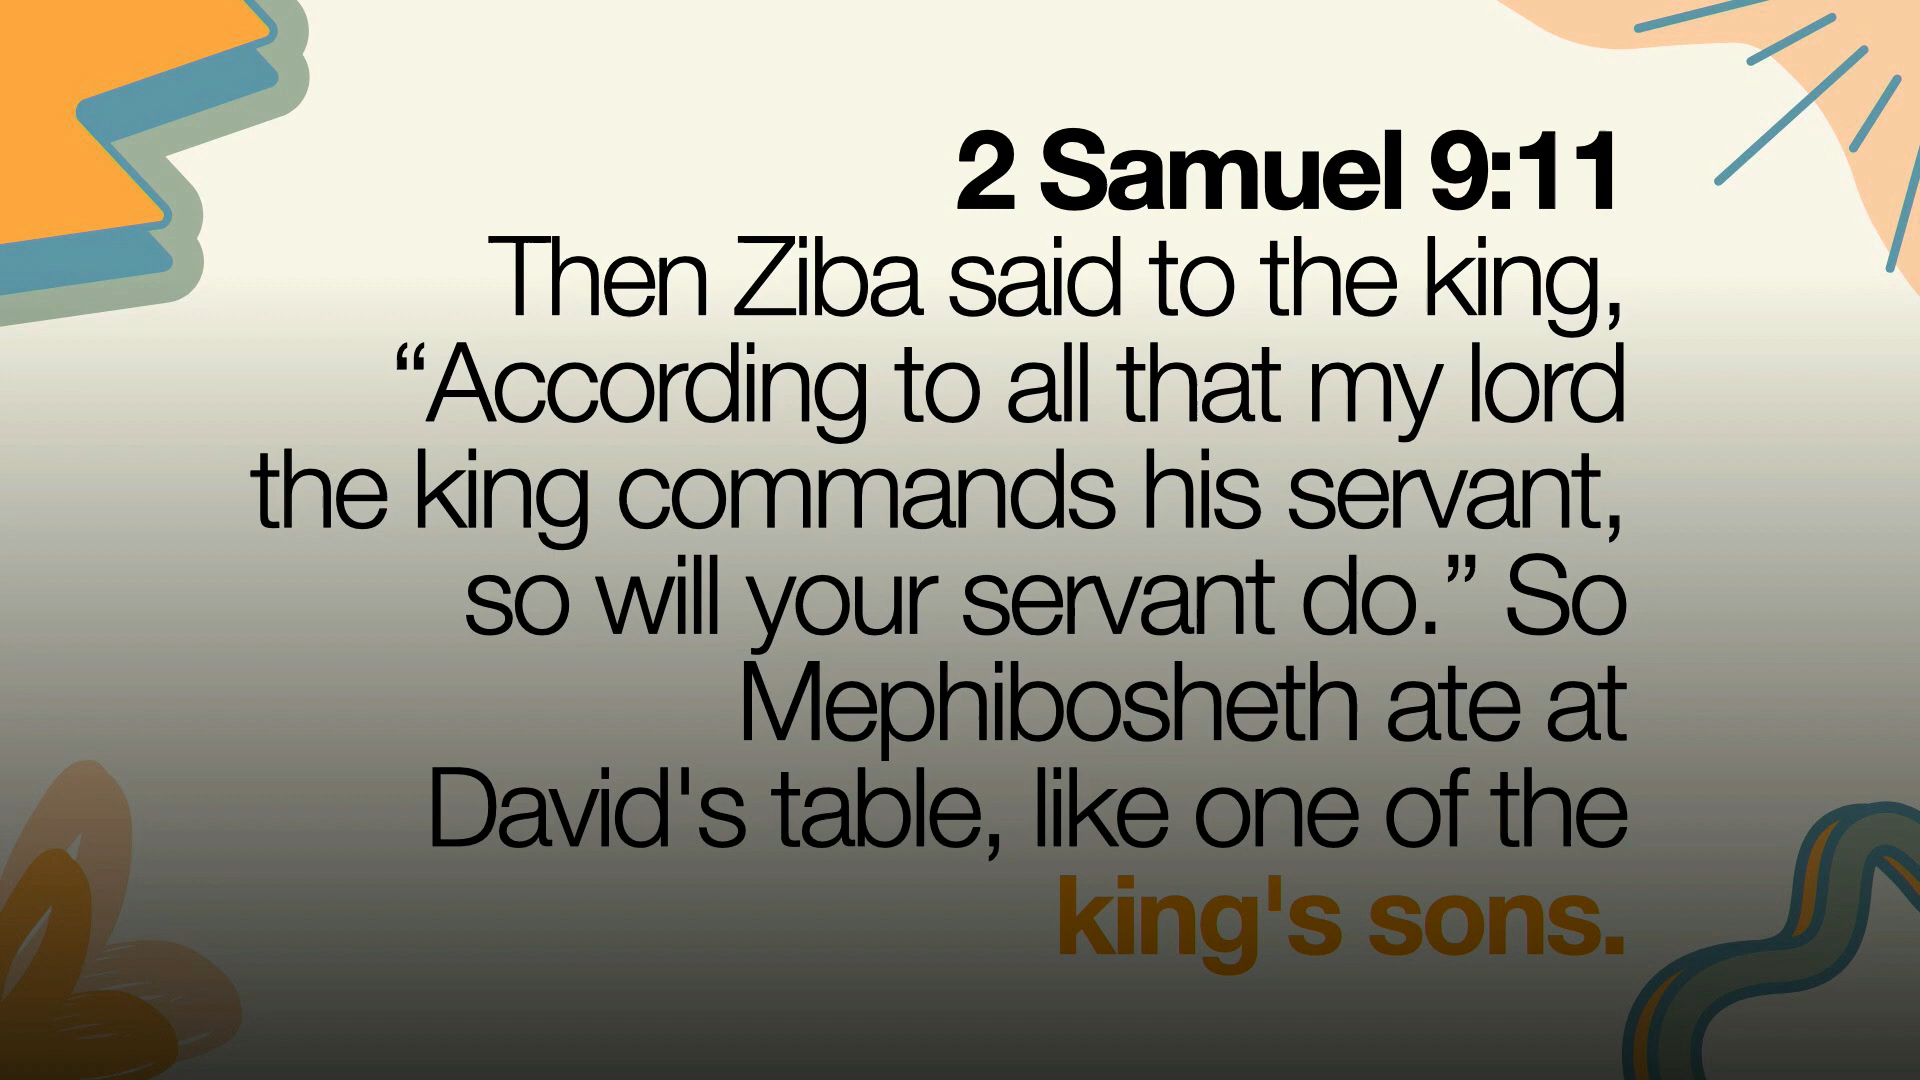 2 Samuel 9:11
Then Ziba said to the king,
“According to all that my lord
the king commands his servant,
so will your servant do.” So
Mephibosheth ate at
David's table, like one of the
king's sons.